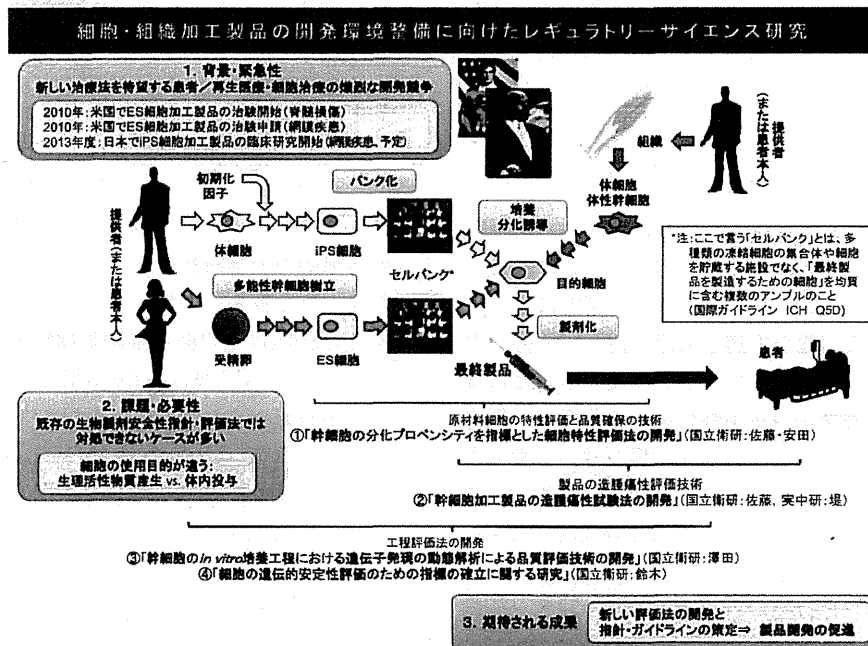 細胞・組織加工製品の開発環境整備に向けたレギュラトリーサイエンス研究
1. 背景・緊急性
新しい治療法を待望する患者／再生医療・細胞治療の熾烈な開発競争
2010年：米国でES細胞加工製品の治験開始（脊髄損傷）
2010年：米国でES細胞加工製品の治験申請（網膜疾患）
2013年度：日本でiPS細胞加工製品の臨床研究開始（網膜疾患、予定）
組織
提供者
（または患者本人）
体細胞
体性幹細胞
初期化
因子
バンク化
培養
分化誘導
提供者（または患者本人）
体細胞
iPS細胞
セルバンク*
目的細胞
多能性幹細胞樹立
製剤化
受精卵
ES細胞
最終製品
患者
*注：ここで言う「セルバンク」とは、多
種類の凍結細胞の集合体や細胞
を貯蔵する施設でなく、「最終製
品を製造するための細胞」を均質
に含む複数のアンプルのこと
（国際ガイドライン ICH Q5D）
2. 課題・必要性
既存の生物製剤安全性指針・評価法では
対処できないケースが多い
細胞の使用目的が違う：
生理活性物質産生 vs. 体内投与
原材料細胞の特性評価と品質確保の技術
①「幹細胞の分化プロペンシティを指標とした細胞特性評価法の開発」（国立衛研：佐藤・安田）
製品の造腫瘍性評価技術
②「幹細胞加工製品の造腫瘍性試験法の開発」（国立衛研：佐藤、実中研：堤）
工程評価法の開発
③「幹細胞のin vitro培養工程における遺伝子発現の動態解析による品質評価技術の開発」（国立衛研：澤田）
④「細胞の遺伝的安定性評価のための指標の確立に関する研究」（国立衛研：鈴木）
3. 期待される成果
新しい評価法の開発と
指針・ガイドラインの策定⇒ 製品開発の促進